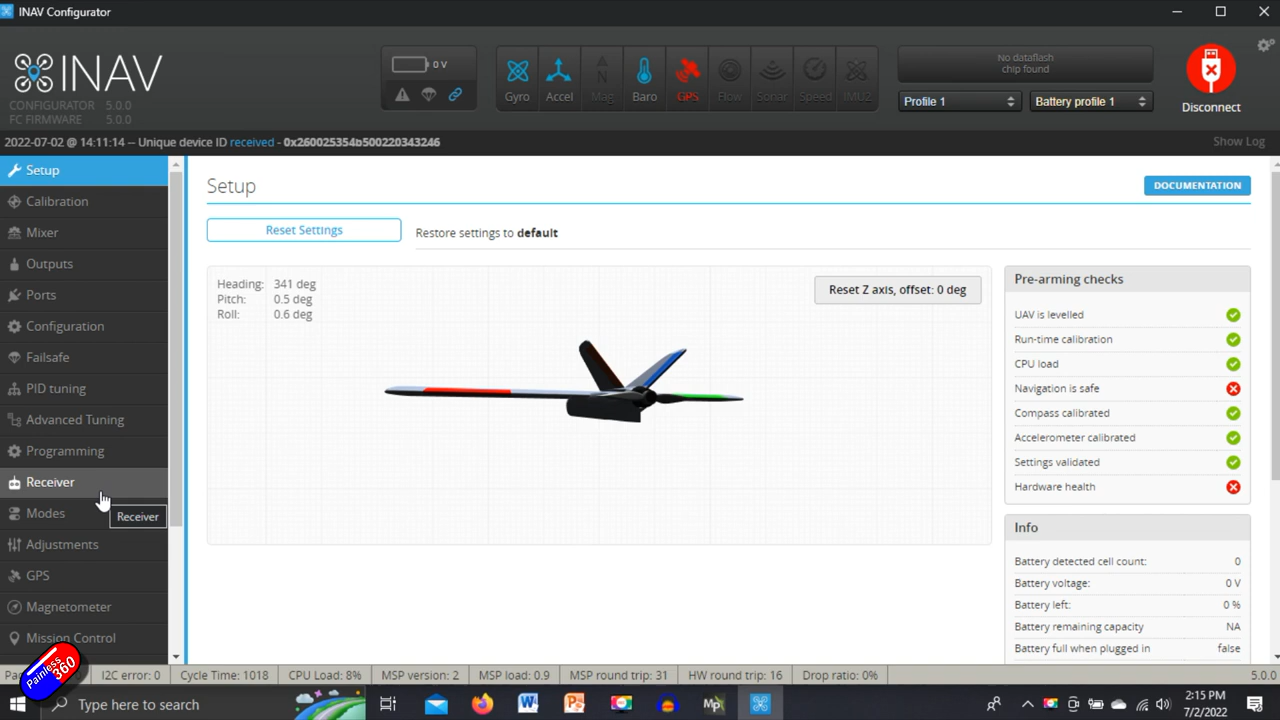 INAV Configurator
INAV
CONFIGURATOR 5.0.0
FC FIRMWARE 5.0.0
0 V
Gyro
Accel
Mag
Baro
GPS
Flow
Sonar
Speed
IMU2
No dataflash
chip found
Profile 1
Battery profile 1
Disconnect
2022-07-02 @ 14:11:14 -- Unique device ID received - 0x260025354b500220343246
Show Log
Setup
Calibration
Mixer
Outputs
Ports
Configuration
Failsafe
PID tuning
Advanced Tuning
Programming
Receiver
Modes
Receiver
Adjustments
GPS
Magnetometer
Mission Control
Setup
DOCUMENTATION
Reset Settings
Restore settings to default
Heading: 341 deg
Pitch: 0.5 deg
Roll: 0.6 deg
Reset Z axis, offset: 0 deg
Pre-arming checks
UAV is levelled
Run-time calibration
CPU load
Navigation is safe
Compass calibrated
Accelerometer calibrated
Settings validated
Hardware health
Info
Battery detected cell count: 0
Battery voltage: 0 V
Battery left: 0 %
Battery remaining capacity NA
Battery full when plugged in false
I2C error: 0
Cycle Time: 1018
CPU Load: 8%
MSP version: 2
MSP load: 0.9
MSP round trip: 31
HW round trip: 16
Drop ratio: 0%
5.0.0
Painless360
Type here to search
2:15 PM
7/2/2022